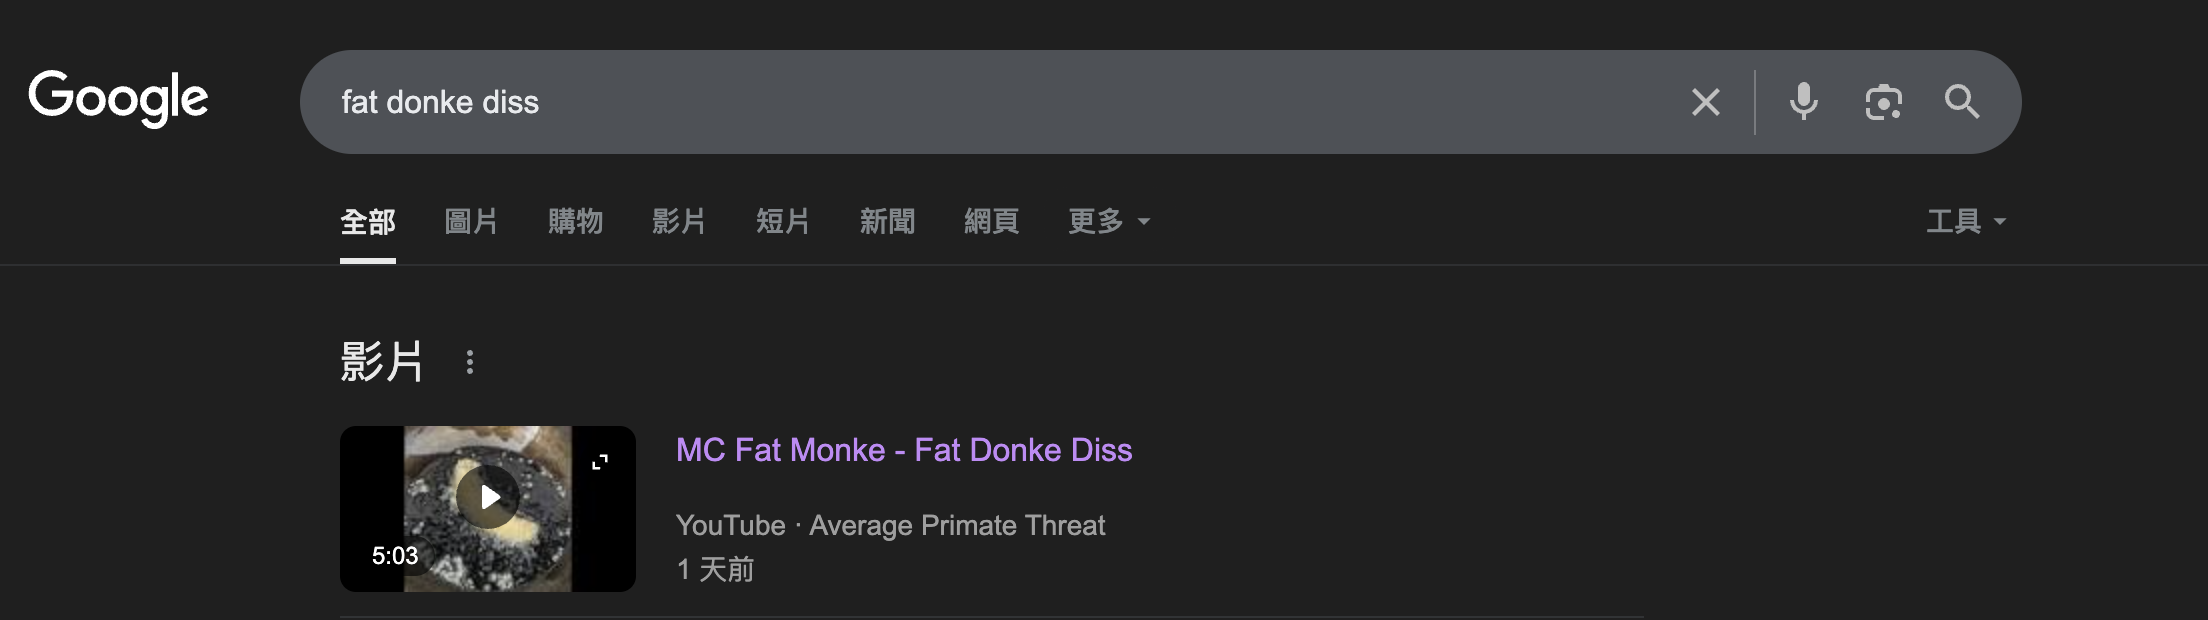 Google
fat donke diss
全部 圖片 購物 影片 短片 新聞 網頁 更多 工具
影片
MC Fat Monke - Fat Donke Diss
YouTube · Average Primate Threat
1 天前
5:03